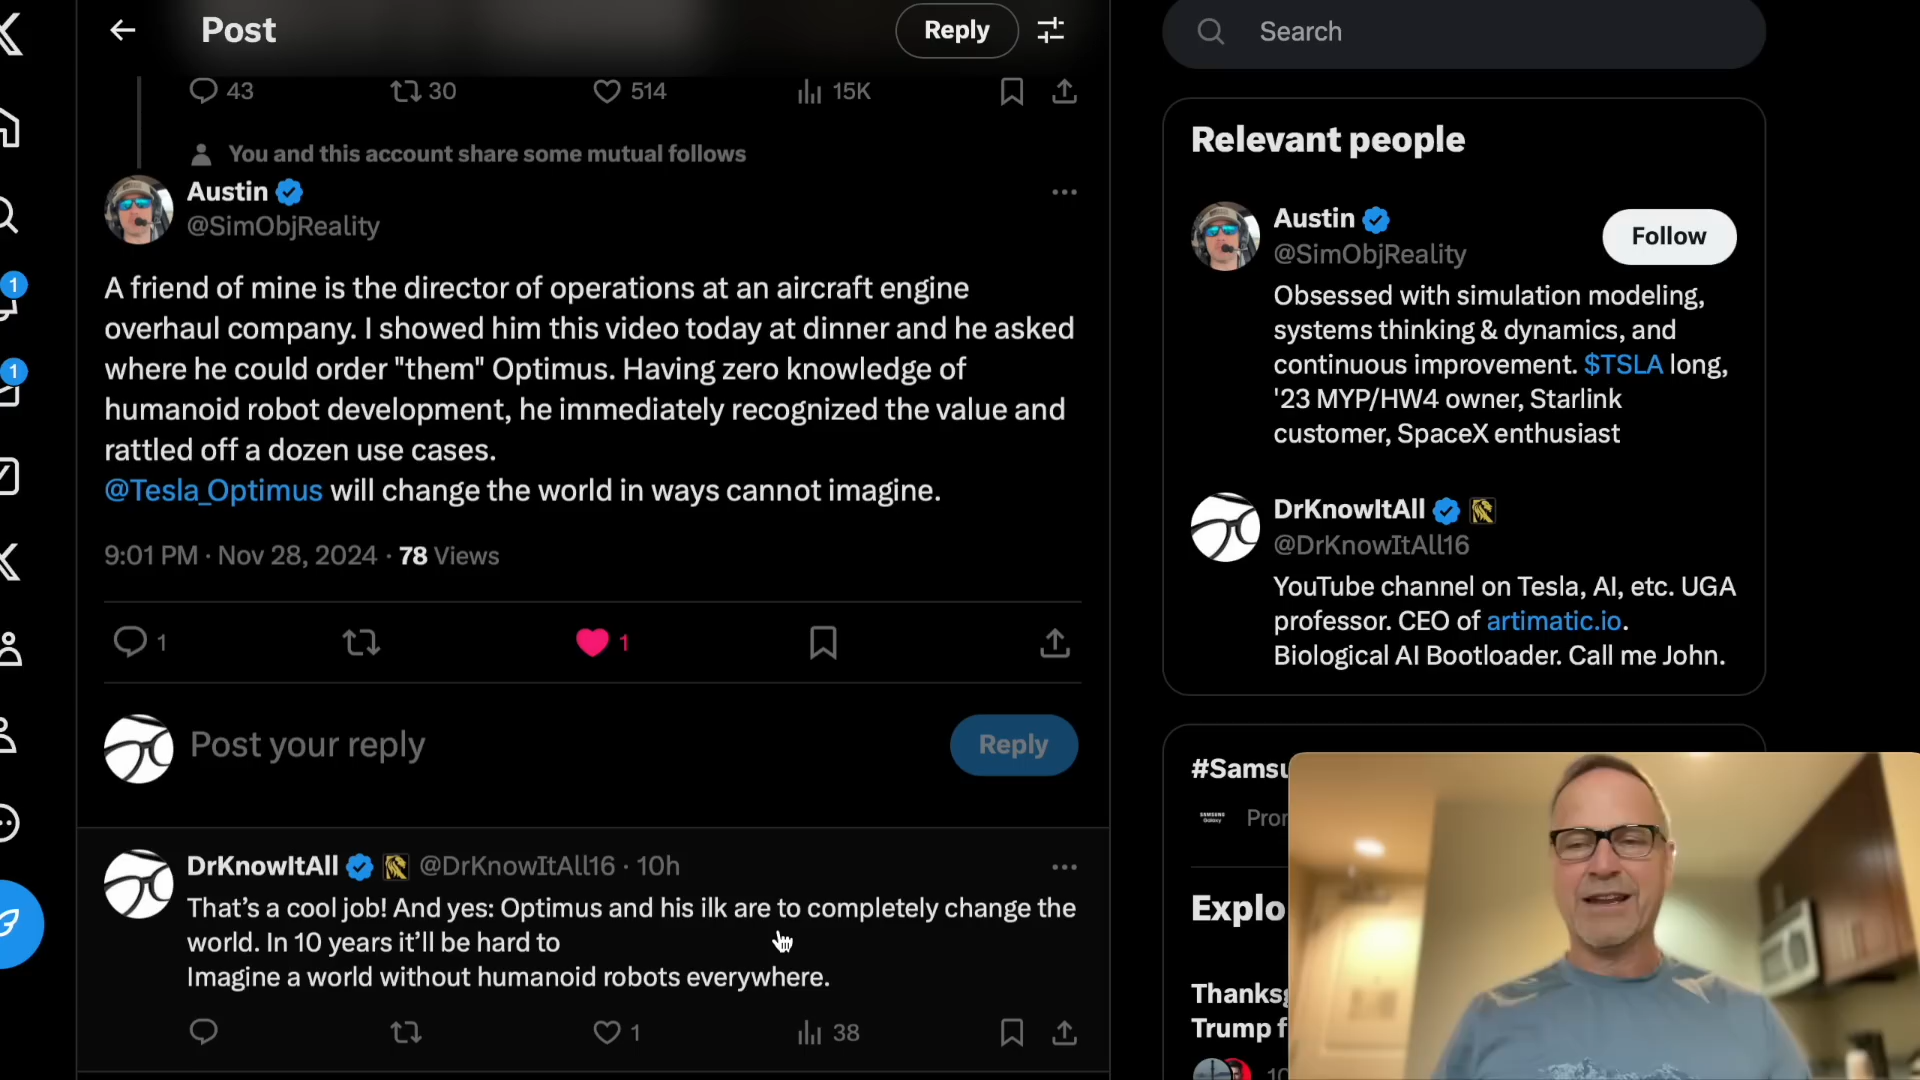 Post
Reply
Search
43
30
514
15K
You and this account share some mutual follows
Austin
@SimObjReality
A friend of mine is the director of operations at an aircraft engine
overhaul company. I showed him this video today at dinner and he asked
where he could order "them" Optimus. Having zero knowledge of
humanoid robot development, he immediately recognized the value and
rattled off a dozen use cases.
@Tesla_Optimus will change the world in ways cannot imagine.
9:01 PM · Nov 28, 2024 · 78 Views
1
1
Post your reply
Reply
DrKnowItAll @DrKnowItAll16 · 10h
That's a cool job! And yes: Optimus and his ilk are to completely change the
world. In 10 years it'll be hard to
Imagine a world without humanoid robots everywhere.
1
38
1
1
Relevant people
Austin
@SimObjReality
Follow
Obsessed with simulation modeling,
systems thinking & dynamics, and
continuous improvement. $TSLA long,
'23 MYP/HW4 owner, Starlink
customer, SpaceX enthusiast
DrKnowItAll
@DrKnowItAll16
YouTube channel on Tesla, AI, etc. UGA
professor. CEO of artimatic.io.
Biological AI Bootloader. Call me John.
#Samsu
SAMSUNG
Galaxy
Pro
Explo
Thanks
Trump f
10